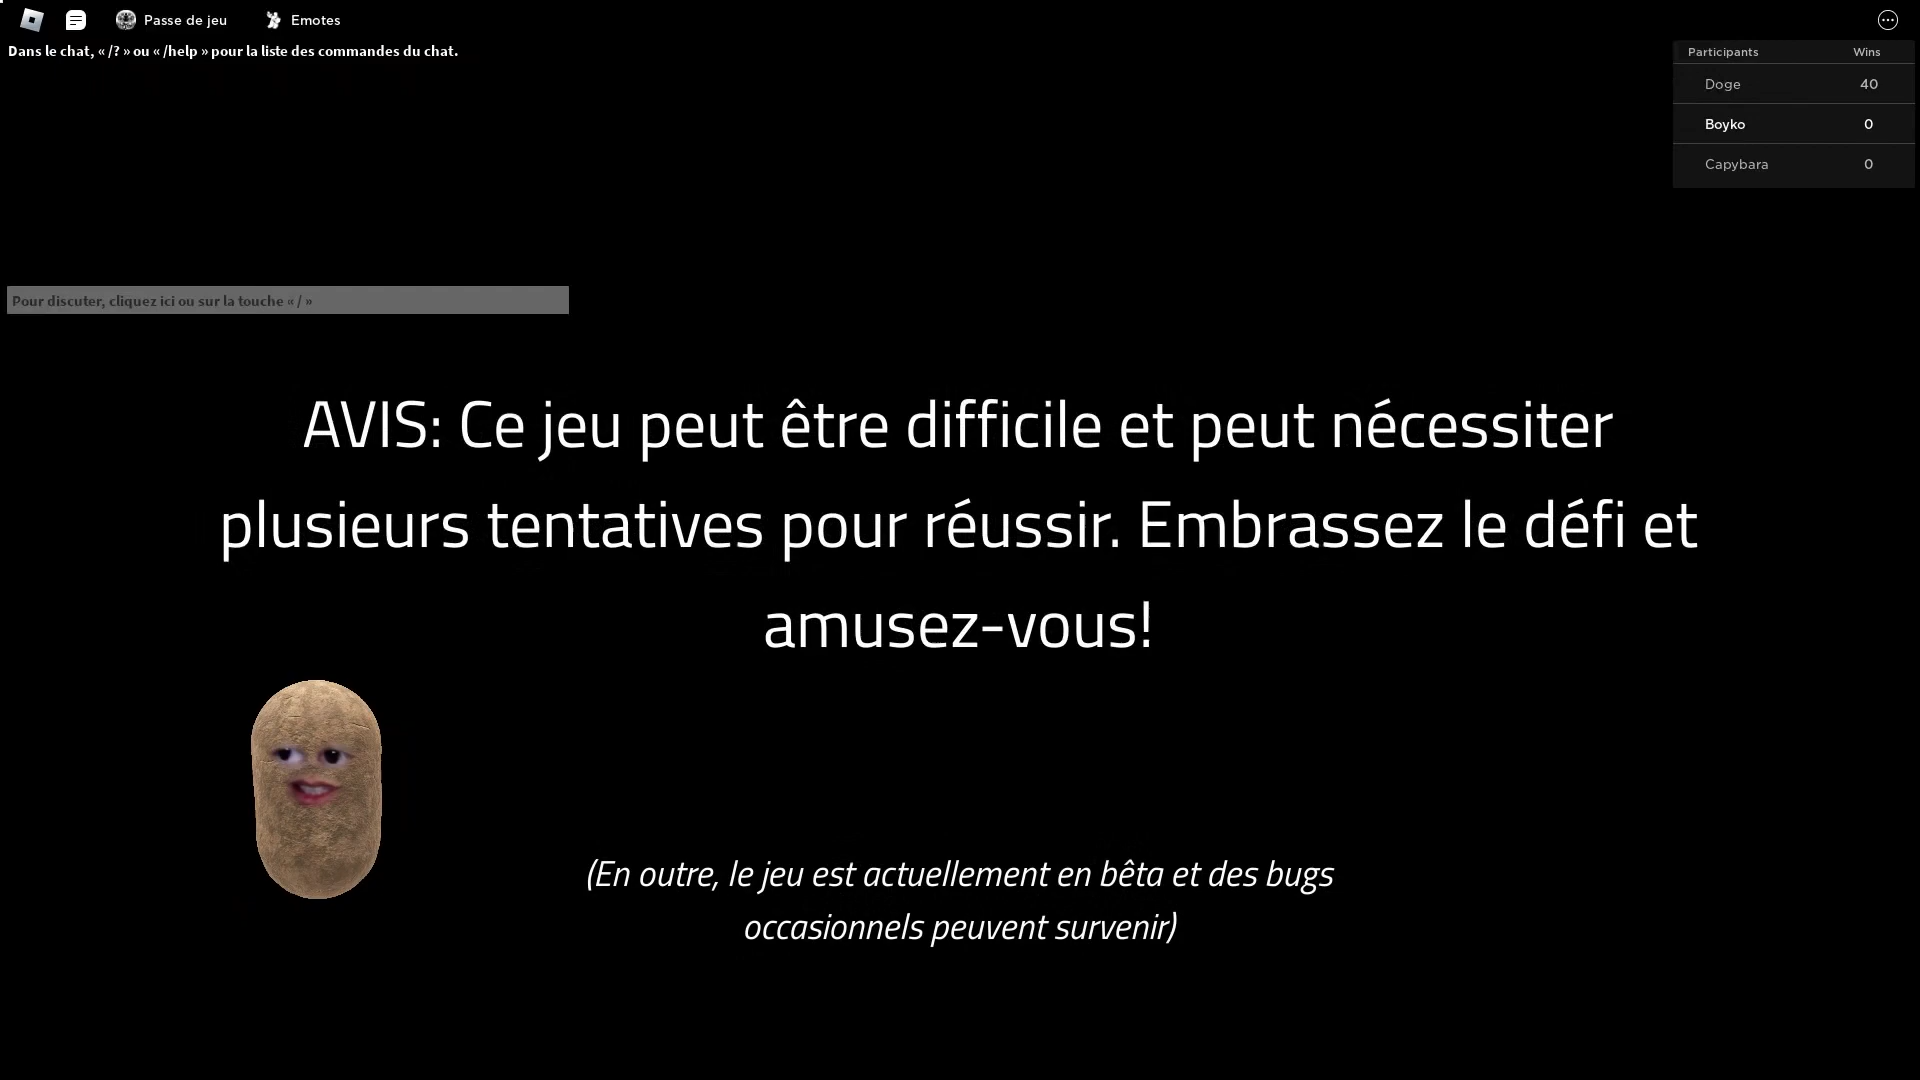 Passe de jeu
Emotes
Dans le chat, « /? » ou « /help » pour la liste des commandes du chat.
Participants Wins
Doge 40
Boyko 0
Capybara 0
Pour discuter, cliquez ici ou sur la touche « / »
AVIS: Ce jeu peut être difficile et peut nécessiter
plusieurs tentatives pour réussir. Embrassez le défi et
amusez-vous!
(En outre, le jeu est actuellement en bêta et des bugs
occasionnels peuvent survenir)